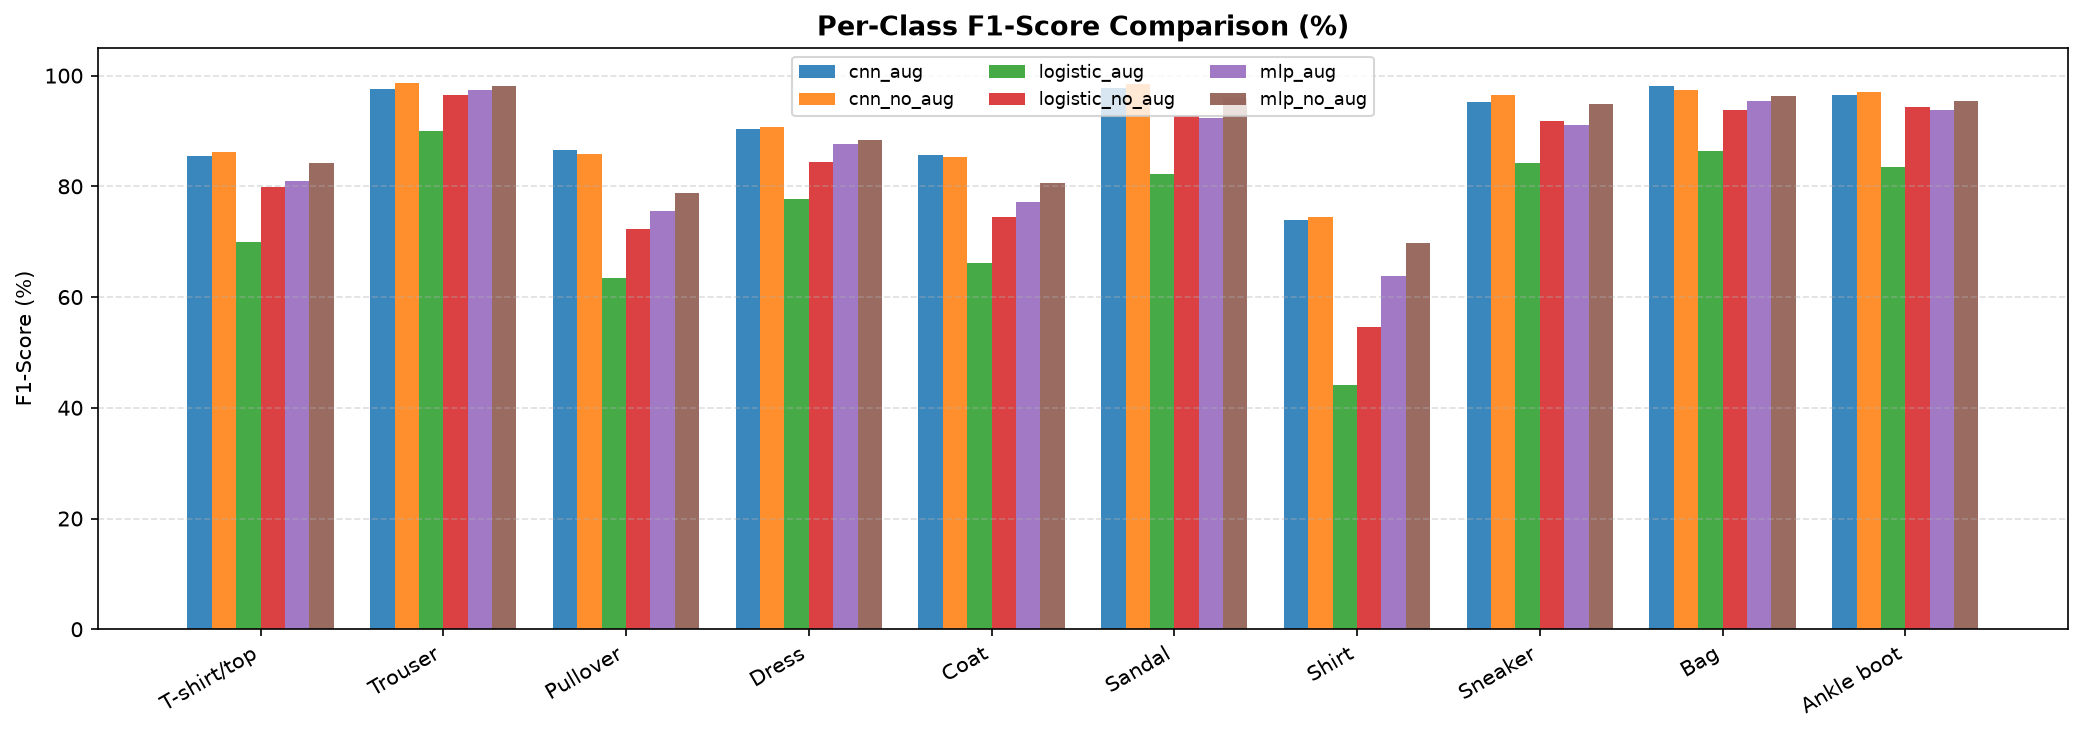 Per-Class F1-Score Comparison (%)
cnn_aug
cnn_no_aug
logistic_aug
logistic_no_aug
mlp_aug
mlp_no_aug
F1-Score (%)
100
80
60
40
20
0
T-shirt/top
Trouser
Pullover
Dress
Coat
Sandal
Shirt
Sneaker
Bag
Ankle boot